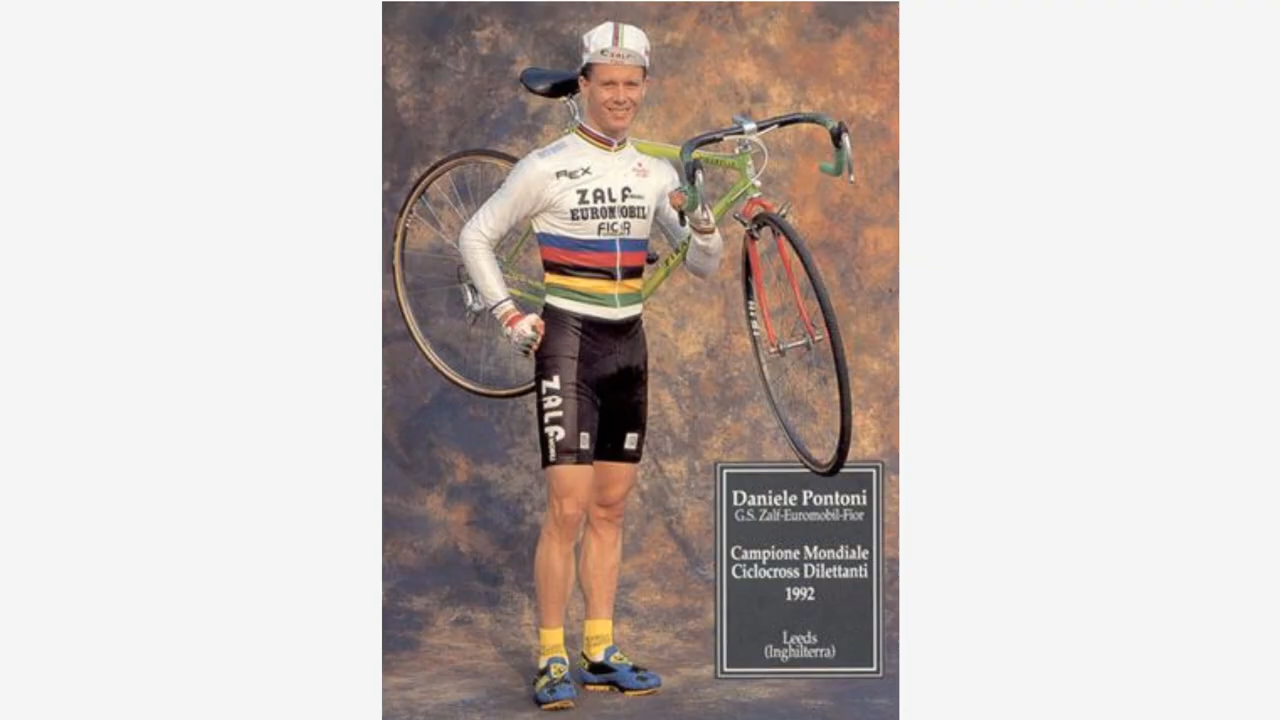 REX
ZALF
EUROMOBIL
FIOR
ZALF
Daniele Pontoni
G.S. Zalf-Euromobil-Fior
Campione Mondiale
Ciclocross Dilettanti
1992
Leeds
(Inghilterra)